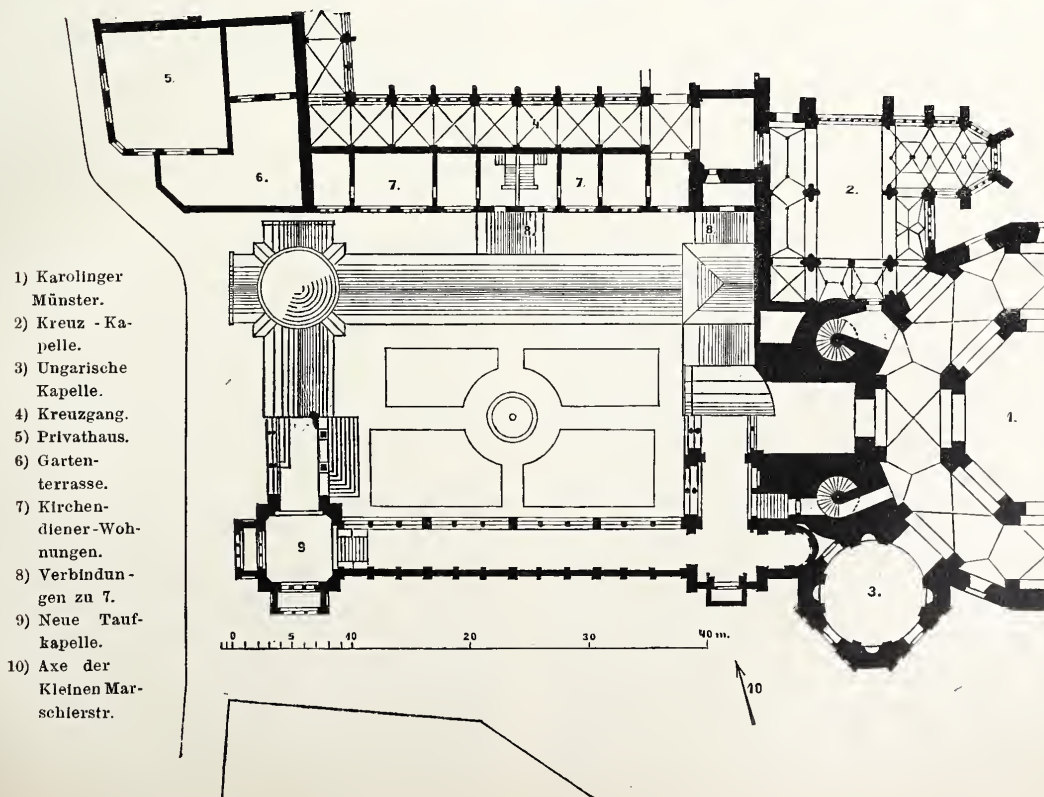 1) Karolinger
Münster.
2) Kreuz - Ka-
pelle.
3) Ungarische
Kapelle.
4) Kreuzgang.
5) Privathaus.
6) Garten-
terrasse.
7) Kirchen-
diener-Woh-
nungen.
8) Verbindun-
gen zu 7.
9) Neue Tauf-
kapelle.
10) Axe der
Kleinen Mar-
schierstr.
5.
4
6.
7.
7.
2.
8.
8.
1.
9
3.
0 5 10 20 30 40 m.
10